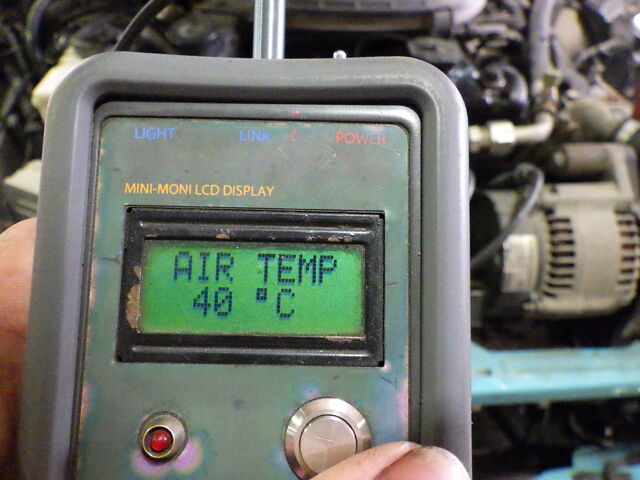 LIGHT LINK POWER
MINI-MONI LCD DISPLAY
AIR TEMP
40 °C